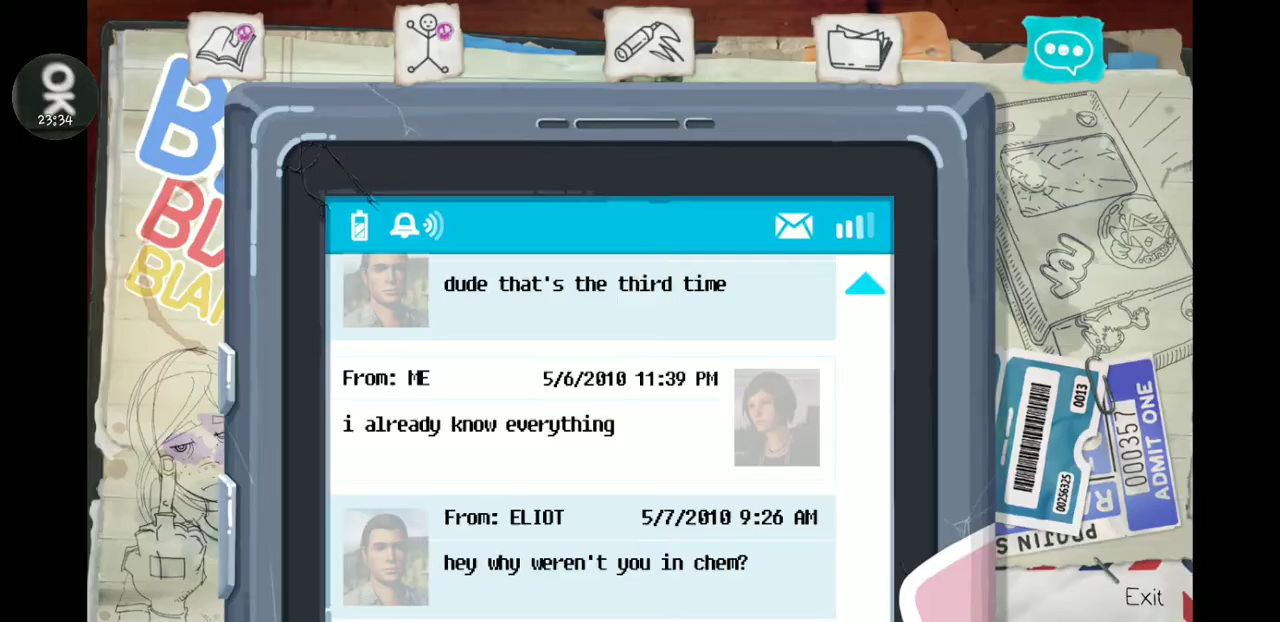 OK
23:34
dude that's the third time
From: ME 5/6/2010 11:39 PM
i already know everything
From: ELIOT 5/7/2010 9:26 AM
hey why weren't you in chem?
0013
00256325
000357
ADMIT ONE
Exit